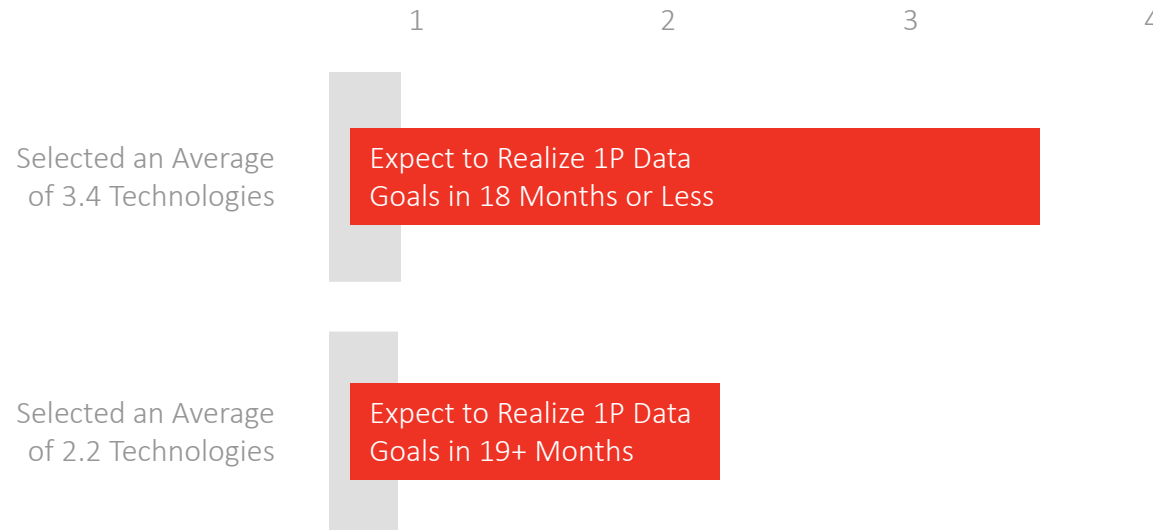 1 2 3 4
Selected an Average
of 3.4 Technologies
Expect to Realize 1P Data
Goals in 18 Months or Less
Selected an Average
of 2.2 Technologies
Expect to Realize 1P Data
Goals in 19+ Months